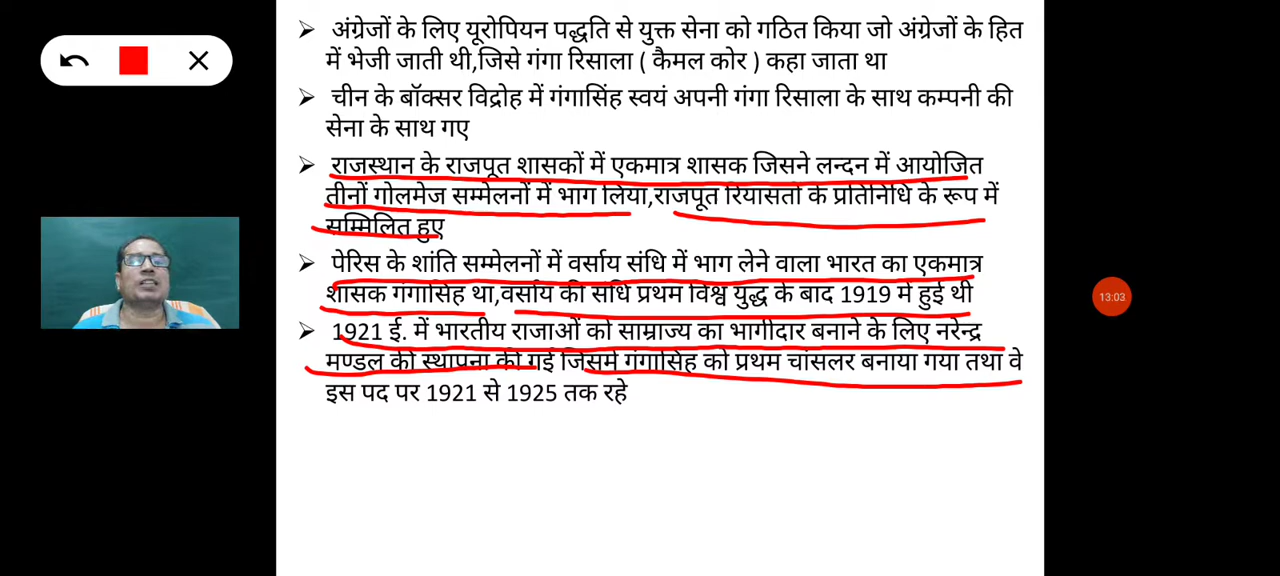 ➢ अंग्रेजों के लिए यूरोपियन पद्धति से युक्त सेना को गठित किया जो अंग्रेजों के हित
में भेजी जाती थी,जिसे गंगा रिसाला ( कैमल कोर ) कहा जाता था
➢ चीन के बॉक्सर विद्रोह में गंगासिंह स्वयं अपनी गंगा रिसाला के साथ कम्पनी की
सेना के साथ गए
➢ राजस्थान के राजपूत शासकों में एकमात्र शासक जिसने लन्दन में आयोजित
तीनों गोलमेज सम्मेलनों में भाग लिया,राजपूत रियासतों के प्रतिनिधि के रूप में
सम्मिलित हुए
➢ पेरिस के शांति सम्मेलनों में वर्साय संधि में भाग लेने वाला भारत का एकमात्र
शासक गंगासिंह था,वर्साय की संधि प्रथम विश्व युद्ध के बाद 1919 में हुई थी
➢ 1921 ई. में भारतीय राजाओं को साम्राज्य का भागीदार बनाने के लिए नरेन्द्र
मण्डल की स्थापना की गई जिसमें गंगासिंह को प्रथम चांसलर बनाया गया तथा वे
इस पद पर 1921 से 1925 तक रहे
13:03